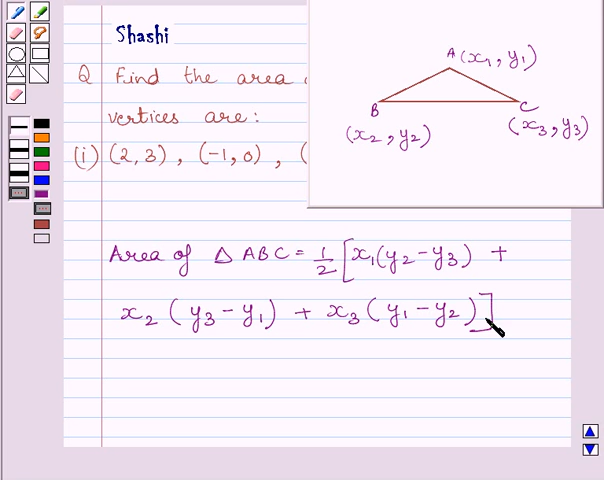 Shashi
Q Find the area
vertices are:
(i) (2, 3) , (-1, 0) , (
A (x1, y1)
B
C
(x2, y2)
(x3, y3)
Area of Δ ABC = 1/2 [x1(y2 - y3) +
x2 (y3 - y1) + x3 (y1 - y2)]